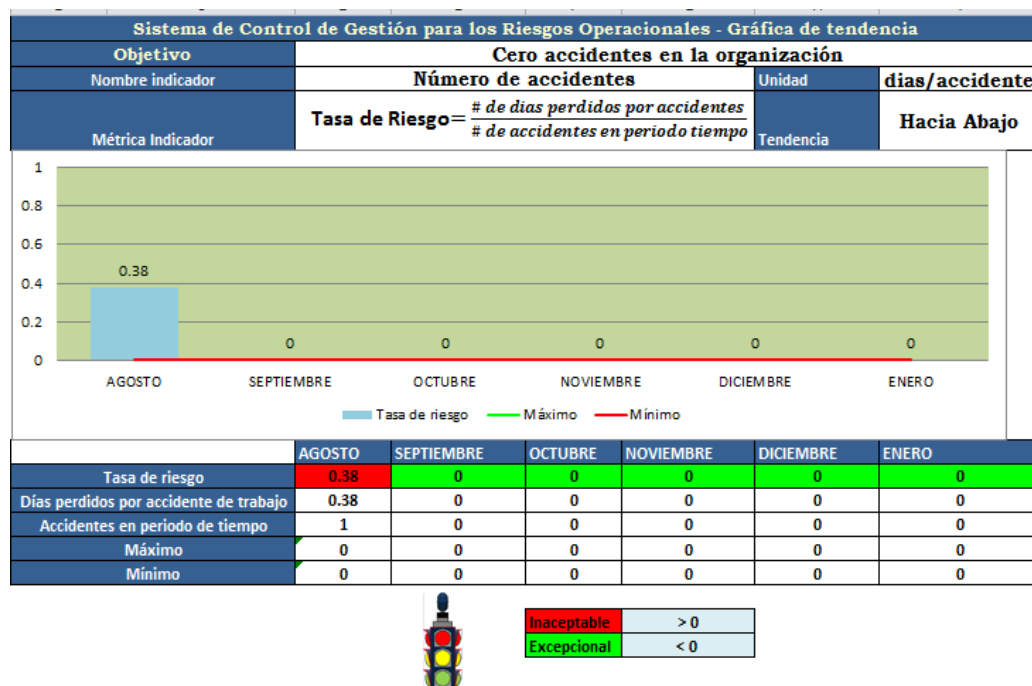 Sistema de Control de Gestión para los Riesgos Operacionales - Gráfica de tendencia
Objetivo Cero accidentes en la organización
Nombre indicador Número de accidentes Unidad dias/accidente
Métrica Indicador Tasa de Riesgo= # de dias perdidos por accidentes / # de accidentes en periodo tiempo Tendencia Hacia Abajo
1
0.8
0.6
0.4
0.2
0
0.38 0 0 0 0 0
AGOSTO SEPTIEMBRE OCTUBRE NOVIEMBRE DICIEMBRE ENERO
Tasa de riesgo Máximo Mínimo
AGOSTO SEPTIEMBRE OCTUBRE NOVIEMBRE DICIEMBRE ENERO
Tasa de riesgo 0.38 0 0 0 0 0
Días perdidos por accidente de trabajo 0.38 0 0 0 0 0
Accidentes en periodo de tiempo 1 0 0 0 0 0
Máximo 0 0 0 0 0 0
Mínimo 0 0 0 0 0 0
Inaceptable > 0
Excepcional < 0